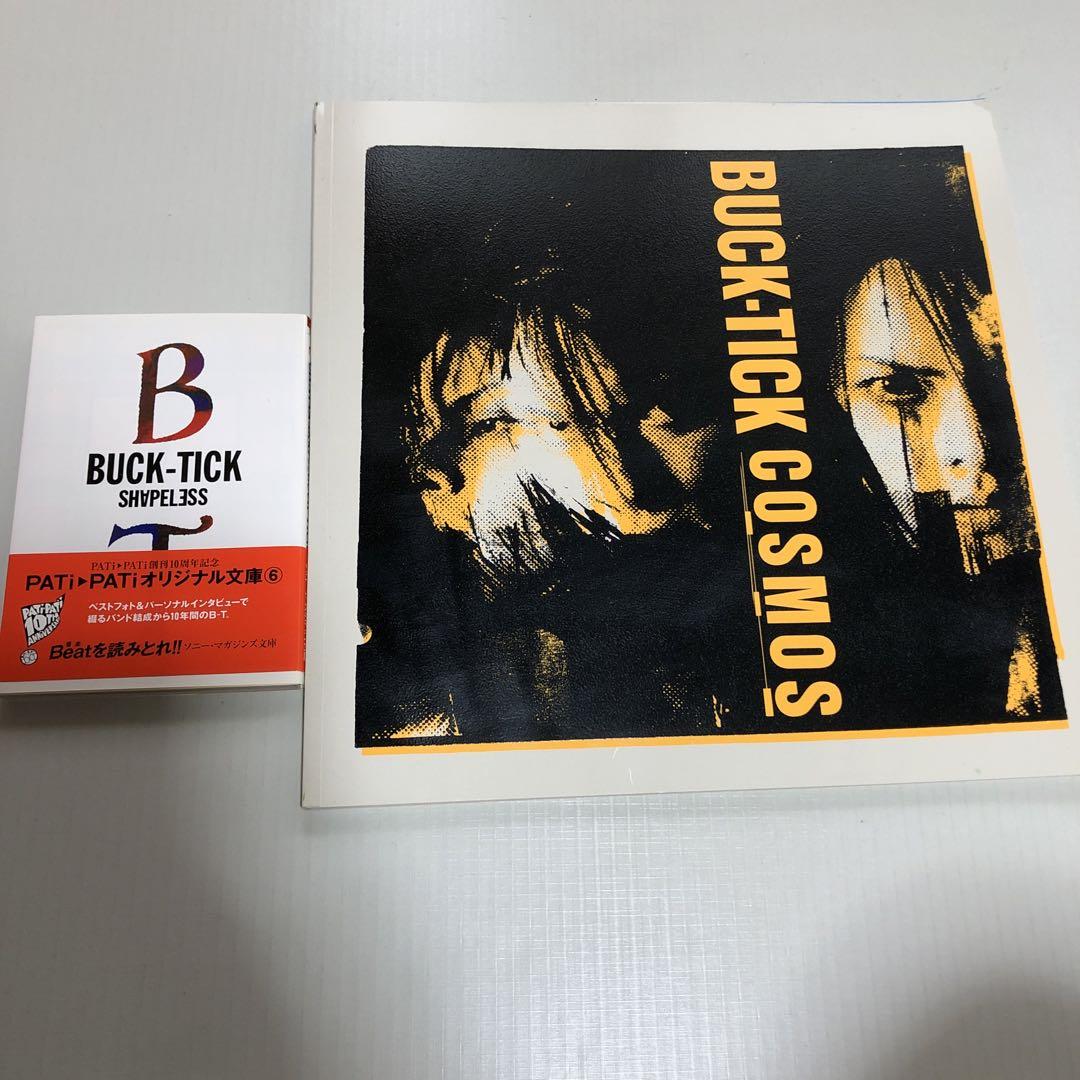 B
BUCK-TICK
SHAPELESS
T
PATi▶PATi創刊10周年記念
PATi▶PATiオリジナル文庫⑥
PATi▶PATi
10TH
ANNIVERSARY
ベストフォト&パーソナルインタビューで
綴るバンド結成から10年間のB-T。
Beatを読みとれ!! ソニー・マガジンズ文庫
BUCK-TICK COSMOS